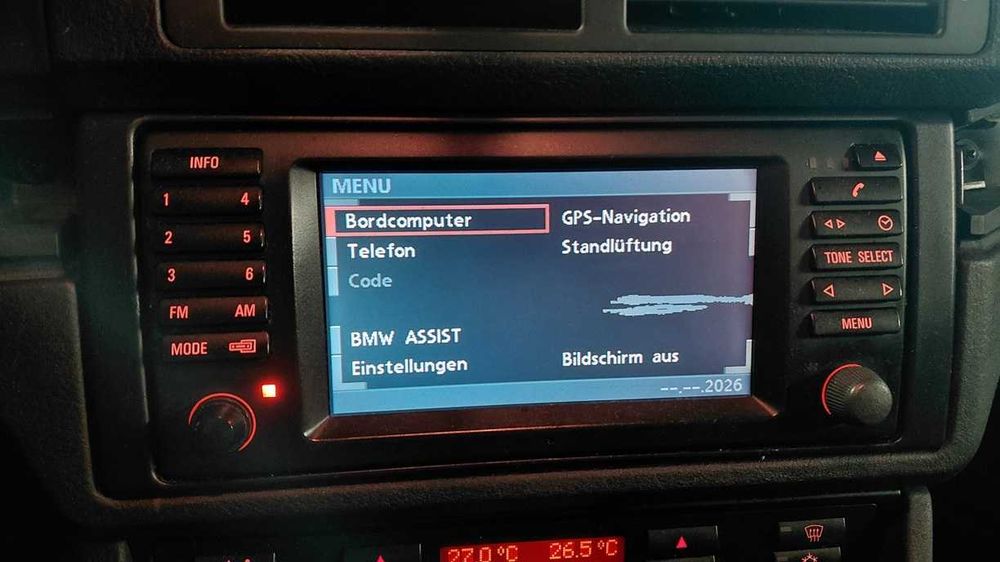 INFO
1 4
2 5
3 6
FM AM
MODE
MENU
Bordcomputer
GPS-Navigation
Telefon
Standlüftung
Code
BMW ASSIST
Einstellungen
Bildschirm aus
--.--.2026
TONE SELECT
MENU
27.0°C 26.5°C